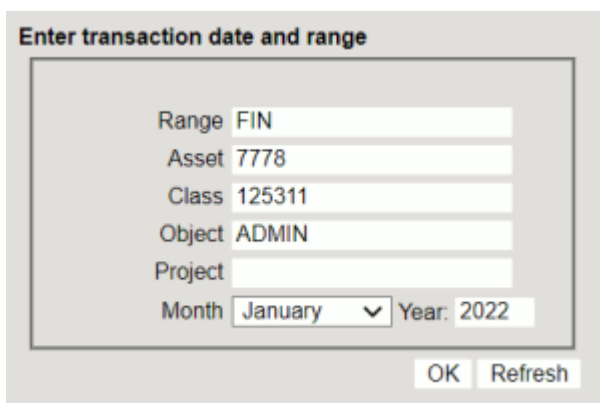 Enter transaction date and range
Range FIN
Asset 7778
Class 125311
Object ADMIN
Project
Month January Year: 2022
OK Refresh